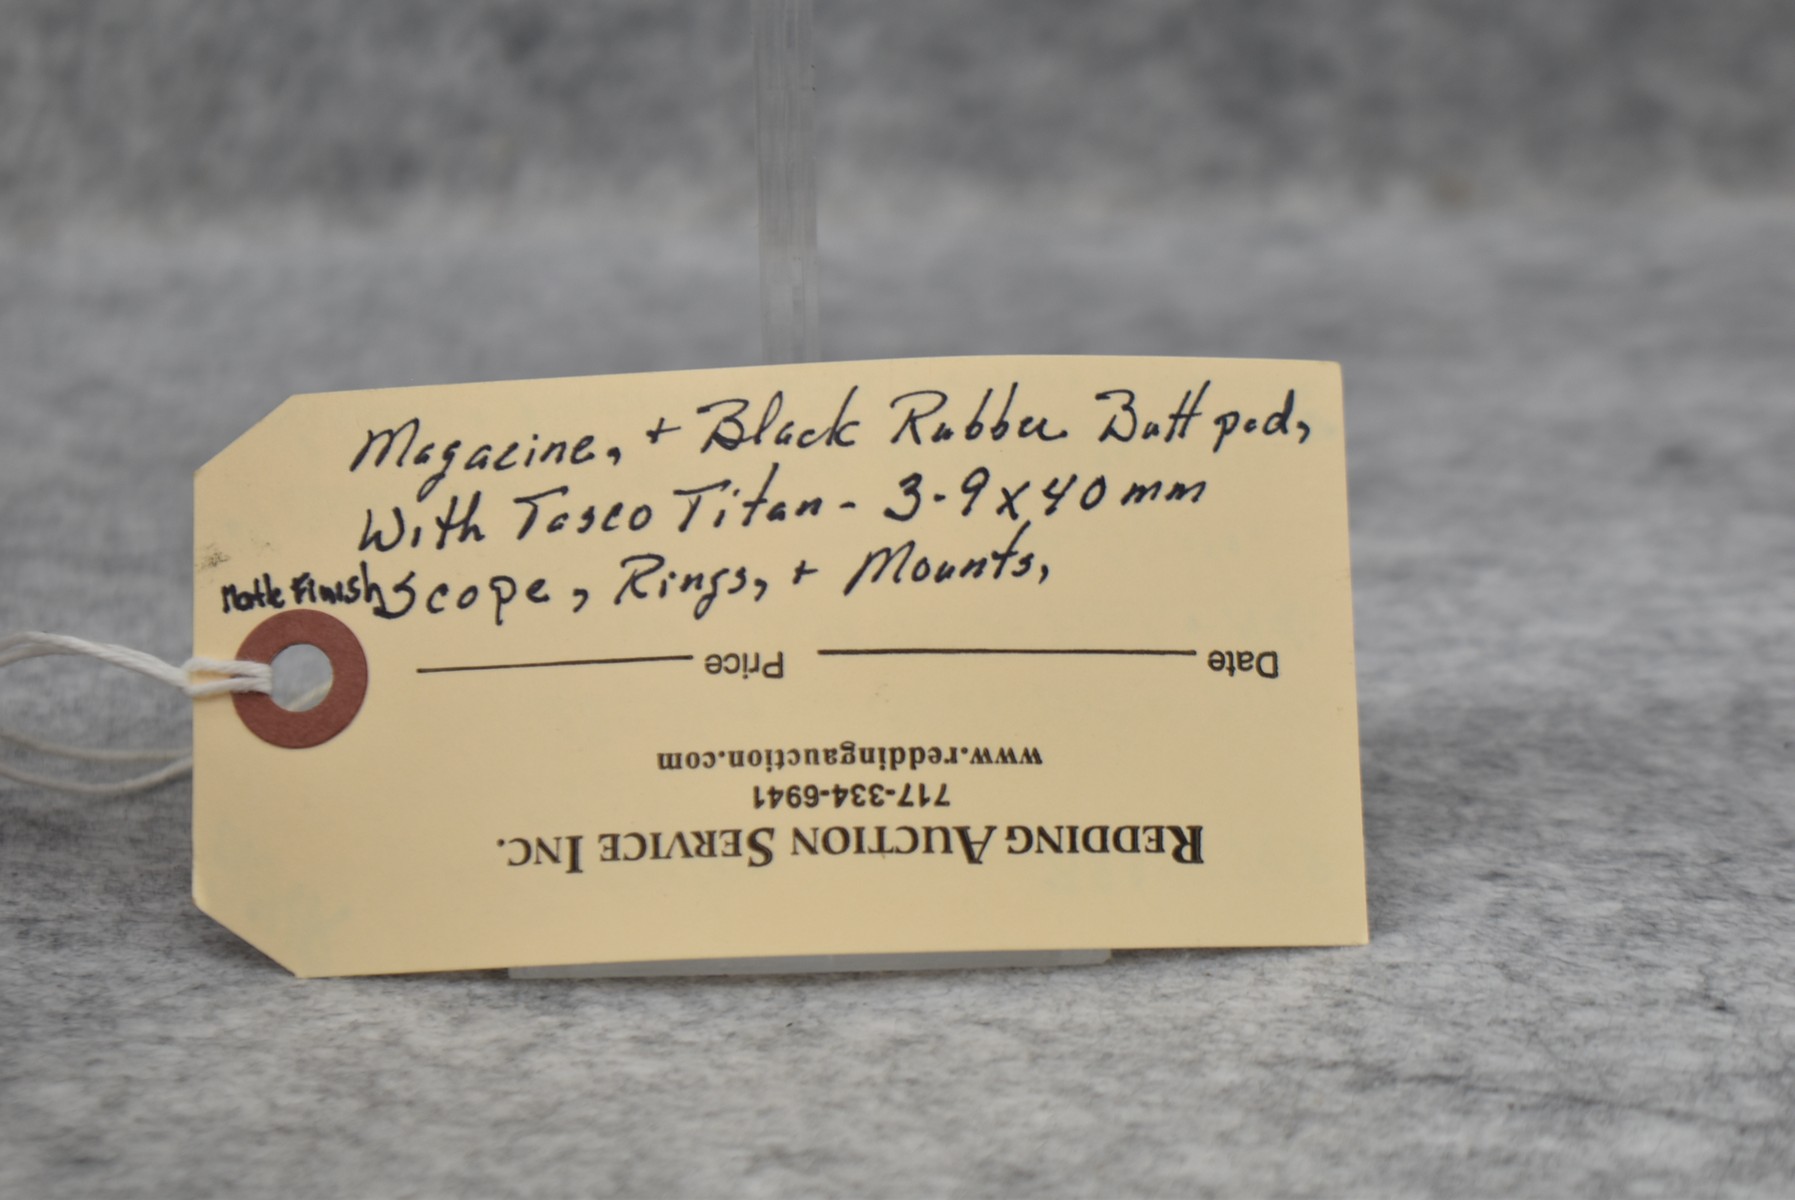 Magazine, + Black Rubber Butt pad,
With Tasco Titan - 3-9x40mm
Matte Finish Scope, Rings, + Mounts,
Date Price
www.reddingauction.com
717-334-6941
REDDING AUCTION SERVICE INC.